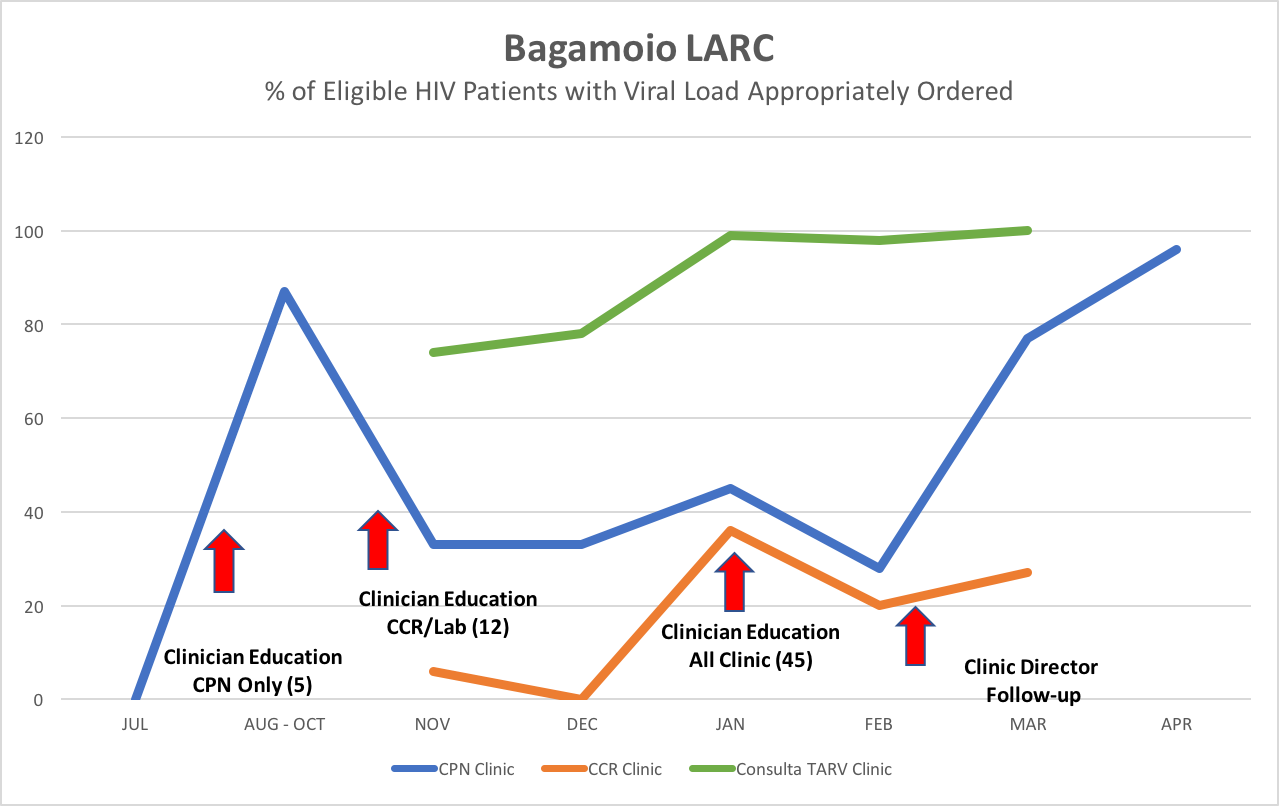 Bagamoio LARC
% of Eligible HIV Patients with Viral Load Appropriately Ordered
120
100
80
60
40
20
0
Clinician Education
CPN Only (5)
Clinician Education
CCR/Lab (12)
Clinician Education
All Clinic (45)
Clinic Director
Follow-up
JUL
AUG - OCT
NOV
DEC
JAN
FEB
MAR
APR
CPN Clinic
CCR Clinic
Consulta TARV Clinic